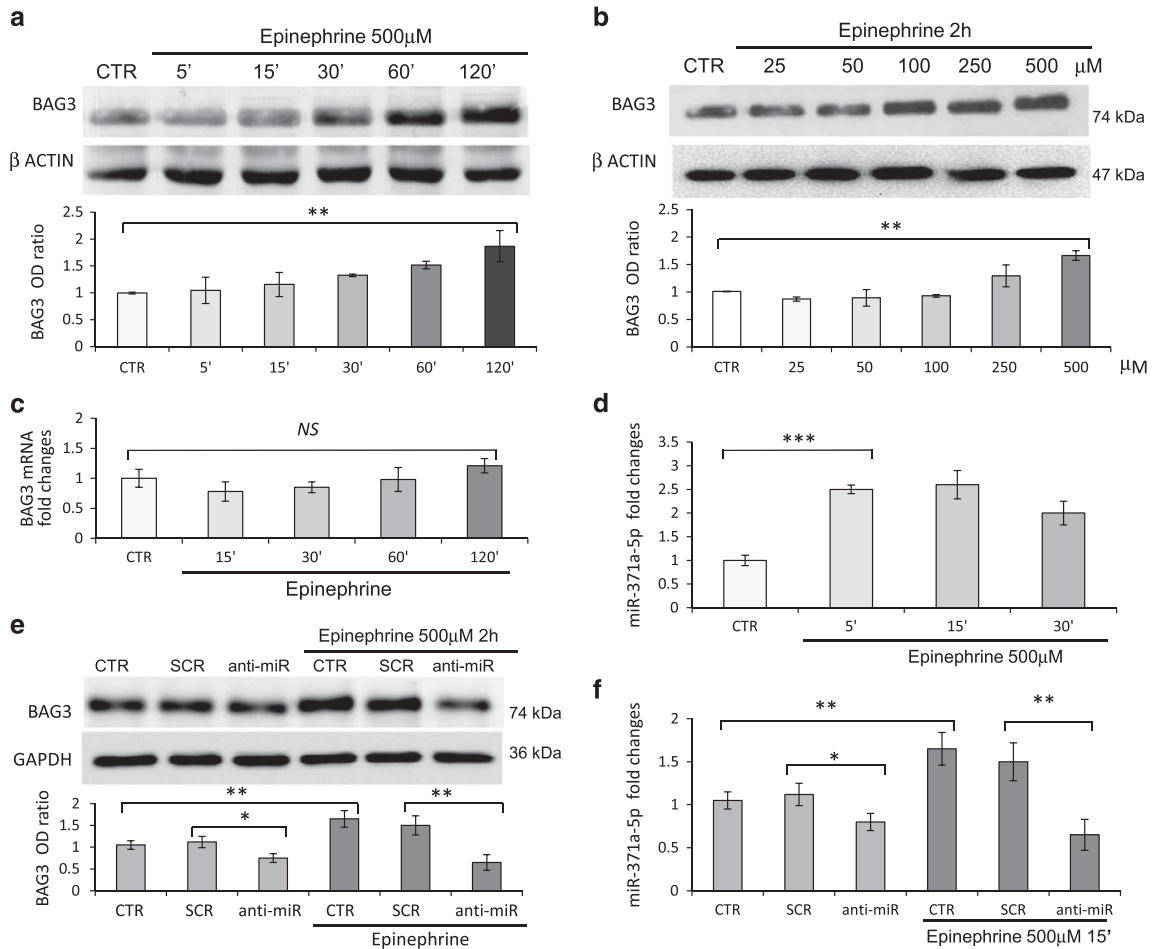 a
Epinephrine 500μM
CTR 5’ 15’ 30’ 60’ 120’
BAG3
β ACTIN
**
2.5
2
1.5
1
0.5
0
BAG3 OD ratio
CTR 5' 15' 30' 60' 120'
b
Epinephrine 2h
CTR 25 50 100 250 500 μM
BAG3
74 kDa
β ACTIN
47 kDa
**
2.5
2
1.5
1
0.5
0
BAG3 OD ratio
CTR 25 50 100 250 500 μM
c
NS
2
1.5
1
0.5
0
BAG3 mRNA
fold changes
CTR 15' 30' 60' 120'
Epinephrine
d
***
3.5
3
2.5
2
1.5
1
0.5
0
miR-371a-5p fold changes
CTR 5' 15' 30'
Epinephrine 500μM
e
Epinephrine 500μM 2h
CTR SCR anti-miR CTR SCR anti-miR
BAG3
74 kDa
GAPDH
36 kDa
** **
*
2
1.5
1
0.5
0
BAG3 OD ratio
CTR SCR anti-miR CTR SCR anti-miR
Epinephrine
f
** **
*
2
1.5
1
0.5
0
miR-371a-5p fold changes
CTR SCR anti-miR CTR SCR anti-miR
Epinephrine 500μM 15’